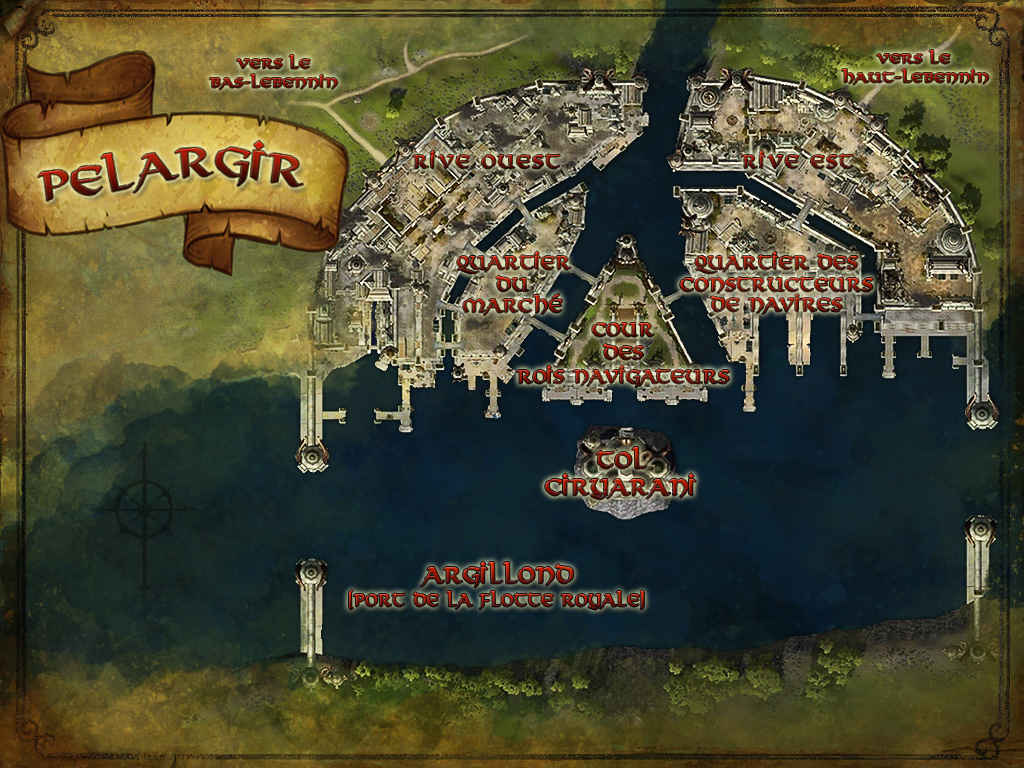 VERS LE
BAS-LEBENNIN
VERS LE
HAUT-LEBENNIN
PELARGIR
RIVE OUEST
RIVE EST
QUARTIER
DU
MARCHÉ
QUARTIER DES
CONSTRUCTEURS
DE NAVIRES
COUR
DES
ROIS NAVIGATEURS
TOL
CIRYARANI
ARGILLOND
(PORT DE LA FLOTTE ROYALE)